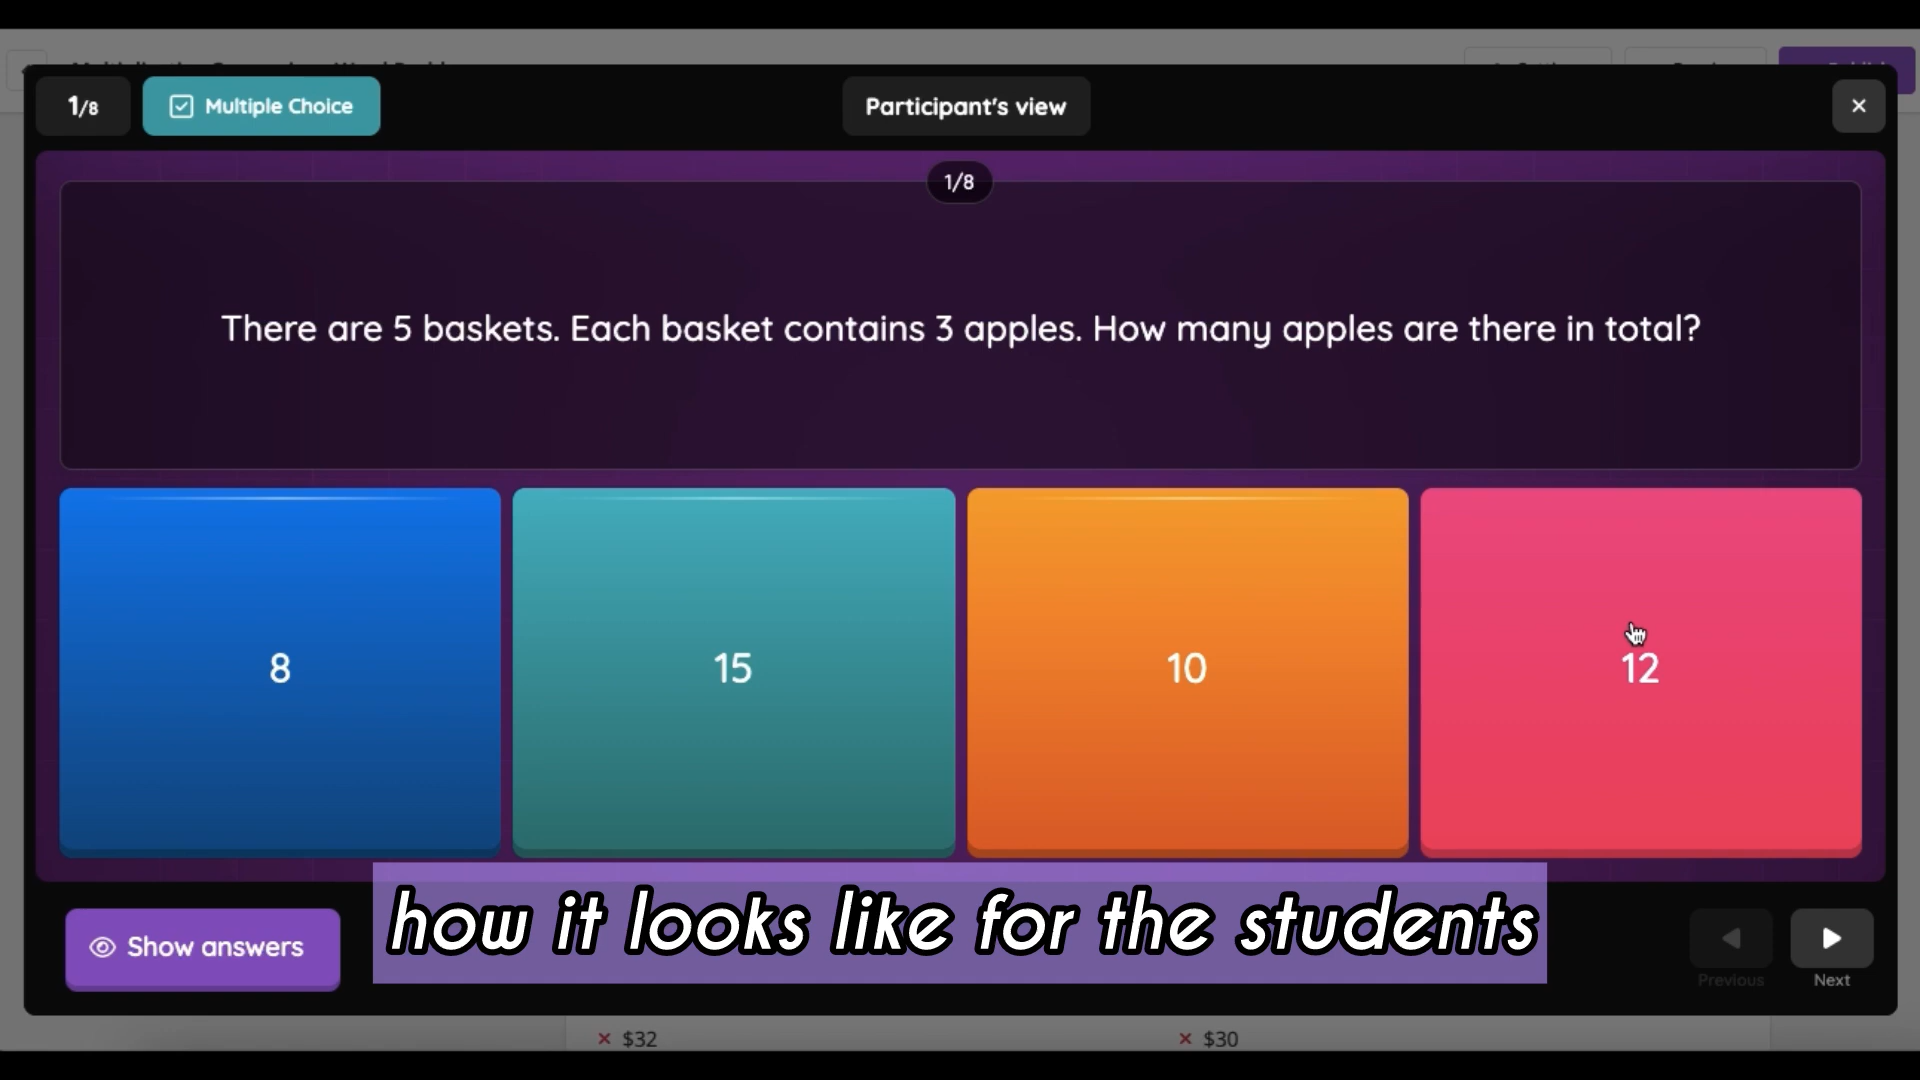 1/8
Multiple Choice
Participant's view
1/8
There are 5 baskets. Each basket contains 3 apples. How many apples are there in total?
8
15
10
12
how it looks like for the students
Show answers
Previous
Next
× $32
× $30